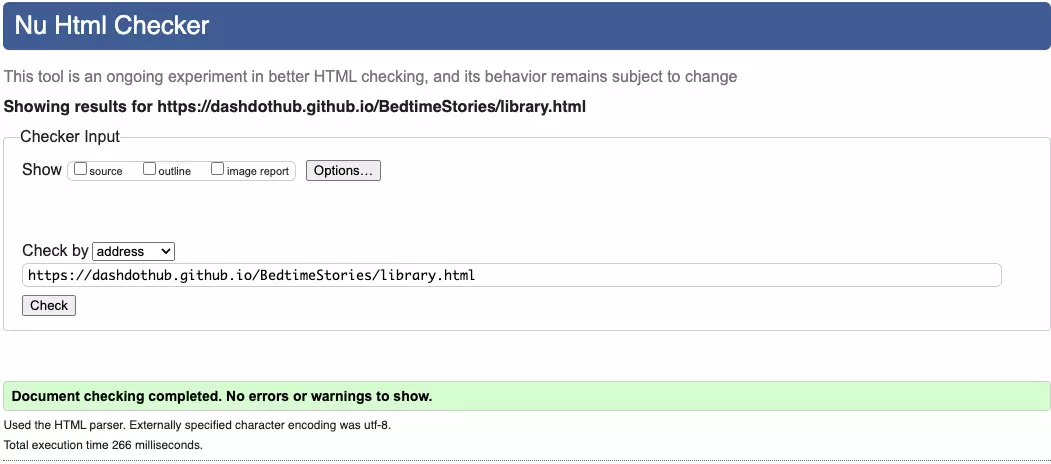 Nu Html Checker
This tool is an ongoing experiment in better HTML checking, and its behavior remains subject to change
Showing results for https://dashdothub.github.io/BedtimeStories/library.html
Checker Input
Show source outline image report Options…
Check by address
https://dashdothub.github.io/BedtimeStories/library.html
Check
Document checking completed. No errors or warnings to show.
Used the HTML parser. Externally specified character encoding was utf-8.
Total execution time 266 milliseconds.